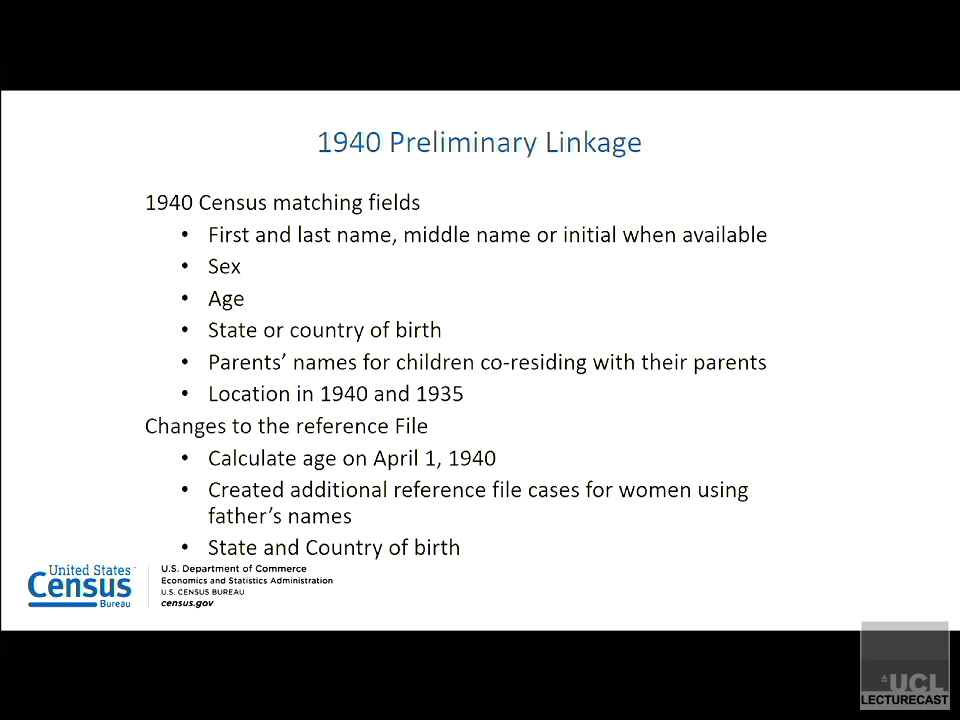 1940 Preliminary Linkage
1940 Census matching fields
• First and last name, middle name or initial when available
• Sex
• Age
• State or country of birth
• Parents’ names for children co-residing with their parents
• Location in 1940 and 1935
Changes to the reference File
• Calculate age on April 1, 1940
• Created additional reference file cases for women using
father’s names
• State and Country of birth
United States
Census
Bureau
U.S. Department of Commerce
Economics and Statistics Administration
U.S. CENSUS BUREAU
census.gov
UCL
LECTURECAST